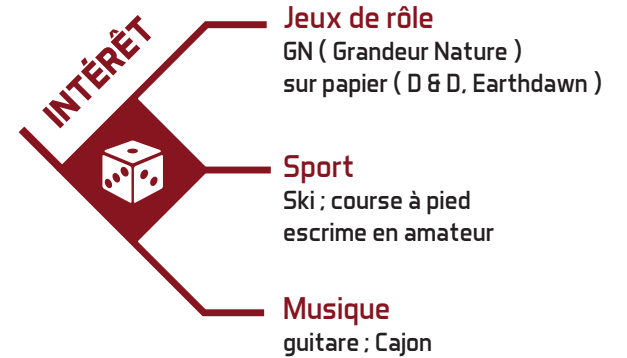 INTÉRÊT
Jeux de rôle
GN ( Grandeur Nature )
sur papier ( D & D, Earthdawn )
Sport
Ski ; course à pied
escrime en amateur
Musique
guitare ; Cajon